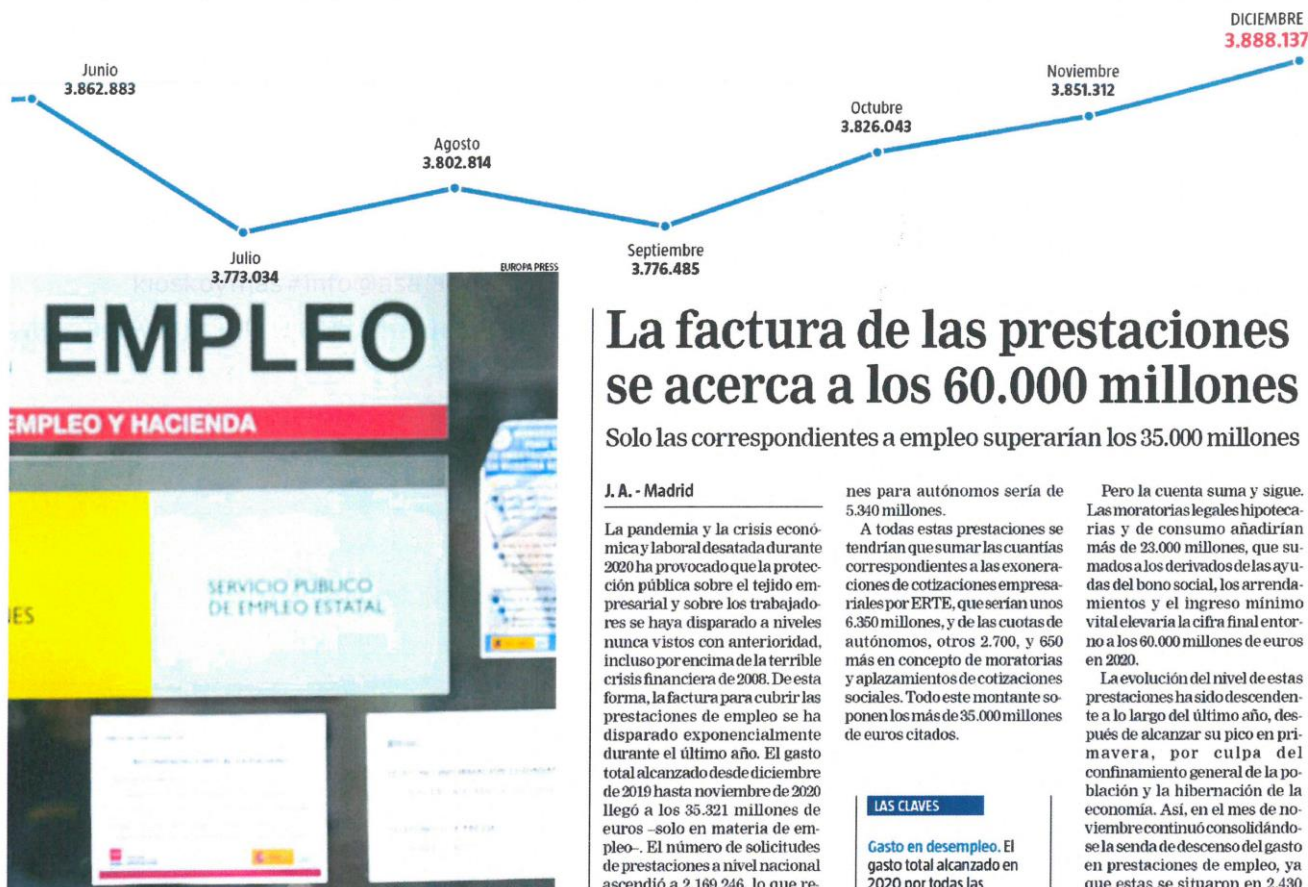 DICIEMBRE
3.888.137
Junio
3.862.883
Noviembre
3.851.312
Octubre
3.826.043
Agosto
3.802.814
Julio
3.773.034
Septiembre
3.776.485
EUROPA PRESS
EMPLEO
EMPLEO Y HACIENDA
SERVICIO PUBLICO
DE EMPLEO ESTATAL
La factura de las prestaciones
se acerca a los 60.000 millones
Solo las correspondientes a empleo superarían los 35.000 millones
J. A. - Madrid
La pandemia y la crisis econó-
mica y laboral desatada durante
2020 ha provocado que la protec-
ción pública sobre el tejido em-
presarial y sobre los trabajado-
res se haya disparado a niveles
nunca vistos con anterioridad,
incluso por encima de la terrible
crisis financiera de 2008. De esta
forma, la factura para cubrir las
prestaciones de empleo se ha
disparado exponencialmente
durante el último año. El gasto
total alcanzado desde diciembre
de 2019 hasta noviembre de 2020
llegó a los 35.321 millones de
euros –solo en materia de em-
pleo–. El número de solicitudes
de prestaciones a nivel nacional
ascendió a 2.169.246, lo que re-
nes para autónomos sería de
5.340 millones.
A todas estas prestaciones se
tendrían que sumar las cuantías
correspondientes a las exonera-
ciones de cotizaciones empresa-
riales por ERTE, que serían unos
6.350 millones, y de las cuotas de
autónomos, otros 2.700, y 650
más en concepto de moratorias
y aplazamientos de cotizaciones
sociales. Todo este montante so-
ponen los más de 35.000 millones
de euros citados.
LAS CLAVES
Gasto en desempleo. El
gasto total alcanzado en
2020 por todas las
Pero la cuenta suma y sigue.
Las moratorias legales hipoteca-
rias y de consumo añadirían
más de 23.000 millones, que su-
mados a los derivados de las ayu-
das del bono social, los arrenda-
mientos y el ingreso mínimo
vital elevaría la cifra final entor-
no a los 60.000 millones de euros
en 2020.
La evolución del nivel de estas
prestaciones ha sido descenden-
te a lo largo del último año, des-
pués de alcanzar su pico en pri-
mavera, por culpa del
confinamiento general de la po-
blación y la hibernación de la
economía. Así, en el mes de no-
viembre continuó consolidándo-
se la senda de descenso del gasto
en prestaciones de empleo, ya
que estas se situaron en 2.430